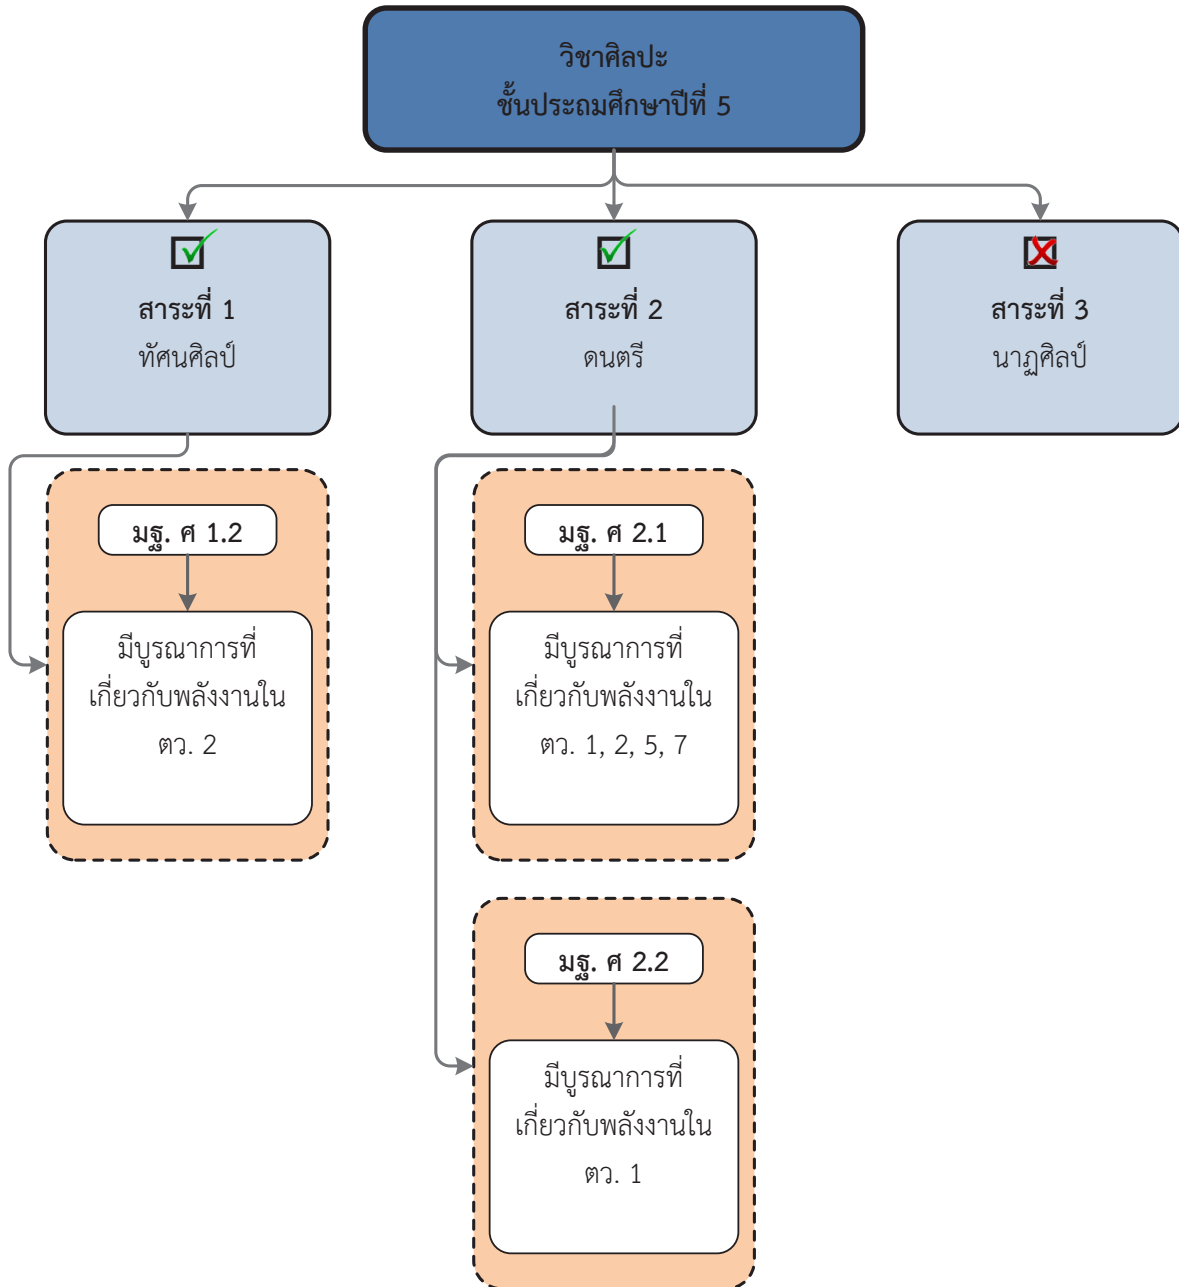 วิชาศิลปะ
ชั้นประถมศึกษาปีที่ 5
สาระที่ 1
ทัศนศิลป์
สาระที่ 2
ดนตรี
สาระที่ 3
นาฏศิลป์
มฐ. ศ 1.2
มีบูรณาการที่
เกี่ยวกับพลังงานใน
ตว. 2
มฐ. ศ 2.1
มีบูรณาการที่
เกี่ยวกับพลังงานใน
ตว. 1, 2, 5, 7
มฐ. ศ 2.2
มีบูรณาการที่
เกี่ยวกับพลังงานใน
ตว. 1